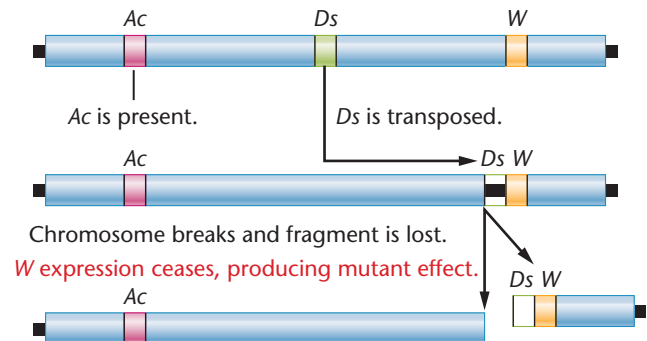 Ac Ds W
Ac is present. Ds is transposed.
Ac Ds W
Chromosome breaks and fragment is lost.
W expression ceases, producing mutant effect.
Ds W
Ac